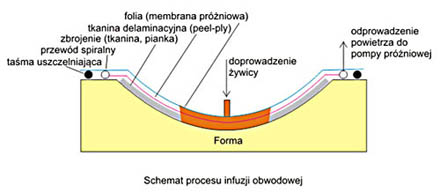 folia (membrana próżniowa)
tkanina delaminacyjna (peel-ply)
zbrojenie (tkanina, pianka)
przewód spiralny
taśma uszczelniająca
doprowadzenie
żywicy
odprowadzenie
powietrza do
pompy próżniowej
Forma
Schemat procesu infuzji obwodowej